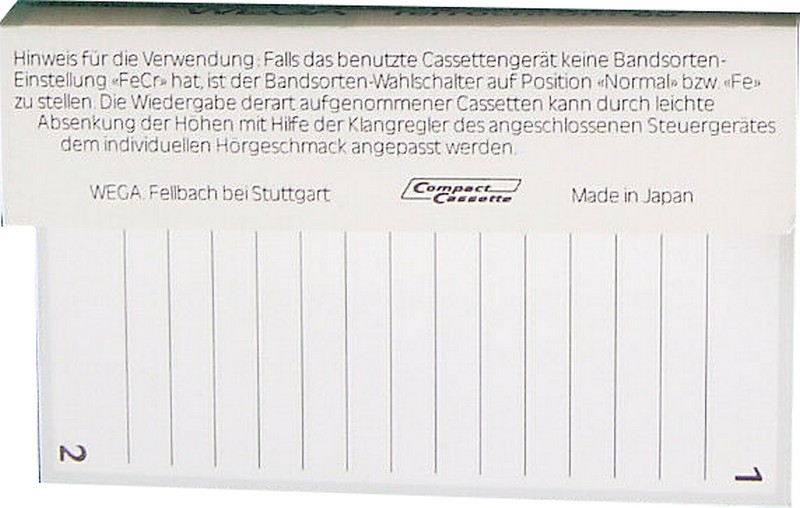 Hinweis für die Verwendung: Falls das benutzte Cassettengerät keine Bandsorten-
Einstellung «FeCr» hat, ist der Bandsorten-Wahlschalter auf Position «Normal» bzw. «Fe»
zu stellen. Die Wiedergabe derart aufgenommener Cassetten kann durch leichte
Absenkung der Höhen mit Hilfe der Klangregler des angeschlossenen Steuergerätes
dem individuellen Hörgeschmack angepasst werden.
WEGA. Fellbach bei Stuttgart
Compact
Cassette
Made in Japan
2
1